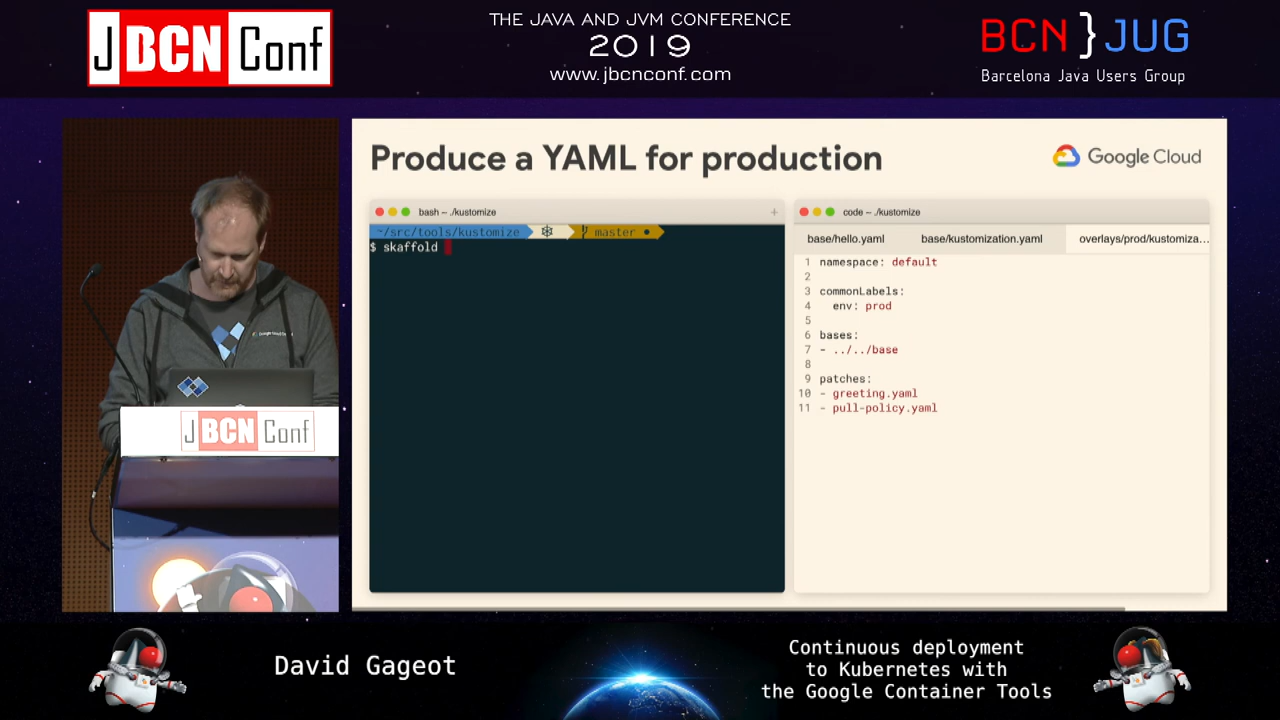 J BCN Conf
THE JAVA AND JVM CONFERENCE
2019
www.jbcnconf.com
BCN } JUG
Barcelona Java Users Group
Produce a YAML for production
Google Cloud
bash ~ ./kustomize
+
~/src/tools/kustomize master
$ skaffold
code ~ ./kustomize
base/hello.yaml base/kustomization.yaml overlays/prod/kustomiza...
1 namespace: default
2
3 commonLabels:
4 env: prod
5
6 bases:
7 - ../../base
8
9 patches:
10 - greeting.yaml
11 - pull-policy.yaml
J BCN Conf
David Gageot
Continuous deployment
to Kubernetes with
the Google Container Tools